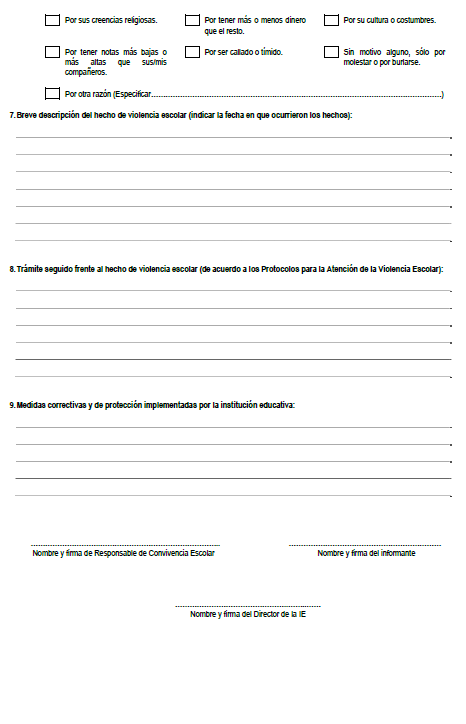 Por sus creencias religiosas.
Por tener más o menos dinero
que el resto.
Por su cultura o costumbres.
Por tener notas más bajas o
más altas que sus/mis
compañeros.
Por ser callado o tímido.
Sin motivo alguno, sólo por
molestar o por burlarse.
Por otra razón (Especificar.......................................................................................................)
7. Breve descripción del hecho de violencia escolar (indicar la fecha en que ocurrieron los hechos):
8. Trámite seguido frente al hecho de violencia escolar (de acuerdo a los Protocolos para la Atención de la Violencia Escolar):
9. Medidas correctivas y de protección implementadas por la institución educativa:
Nombre y firma de Responsable de Convivencia Escolar
Nombre y firma del informante
Nombre y firma del Director de la IE